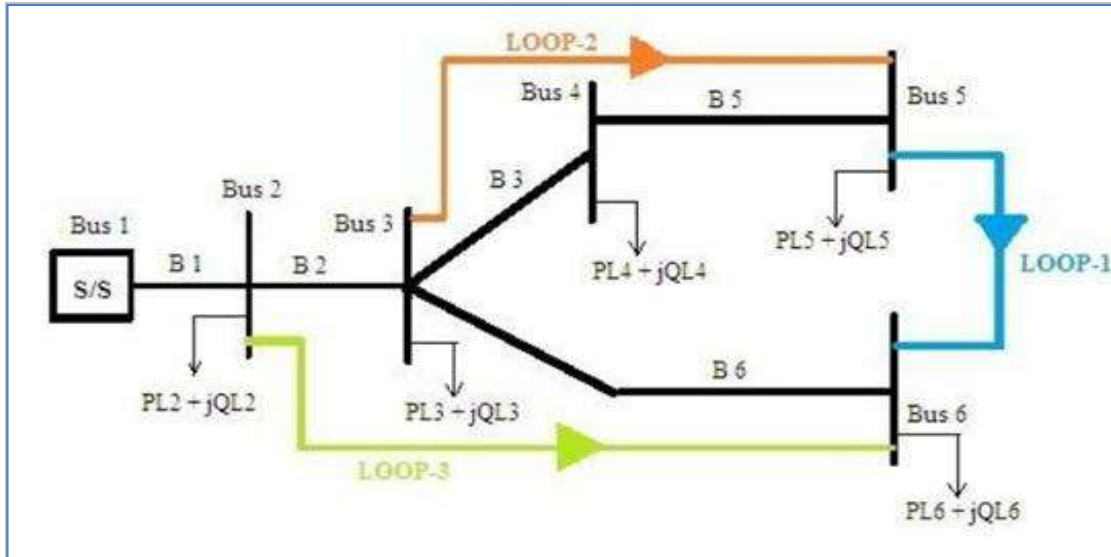 LOOP-2
Bus 4
B 5
Bus 5
B 3
Bus 2
Bus 3
Bus 1
B 1
B 2
S/S
PL4 + jQL4
PL5 + jQL5
LOOP-1
B 6
PL2 + jQL2
PL3 + jQL3
Bus 6
LOOP-3
PL6 + jQL6